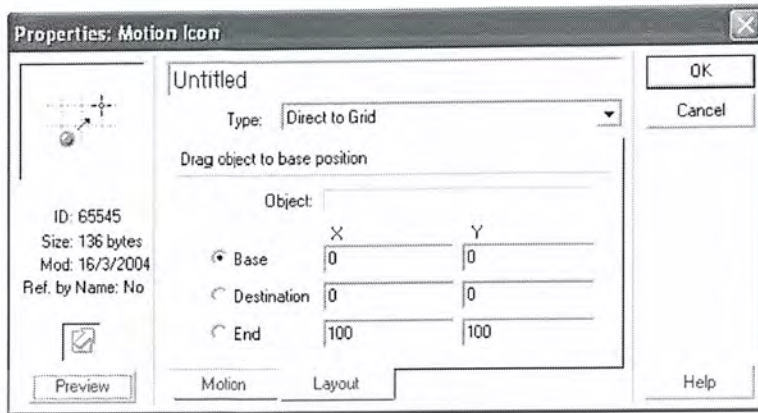 Properties: Motion Icon
Untitled
OK
Cancel
Type: Direct to Grid
Drag object to base position
Object:
ID: 65545
Size: 136 bytes
Mod: 16/3/2004
Ref. by Name: No
X Y
Base 0 0
Destination 0 0
End 100 100
Preview
Motion
Layout
Help